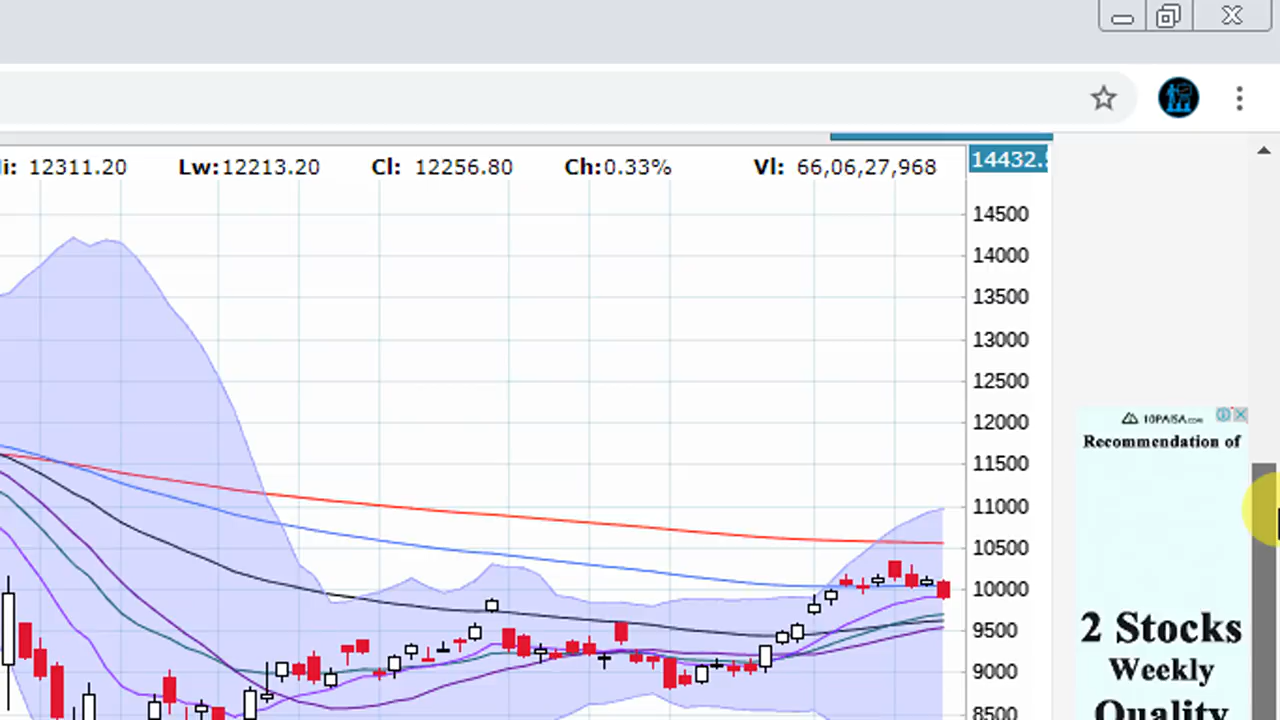 i: 12311.20 Lw:12213.20 Cl: 12256.80 Ch:0.33% Vl: 66,06,27,968
14432.
14500
14000
13500
13000
12500
12000
11500
11000
10500
10000
9500
9000
8500
10PAISA.COM
Recommendation of
2 Stocks
Weekly
Quality